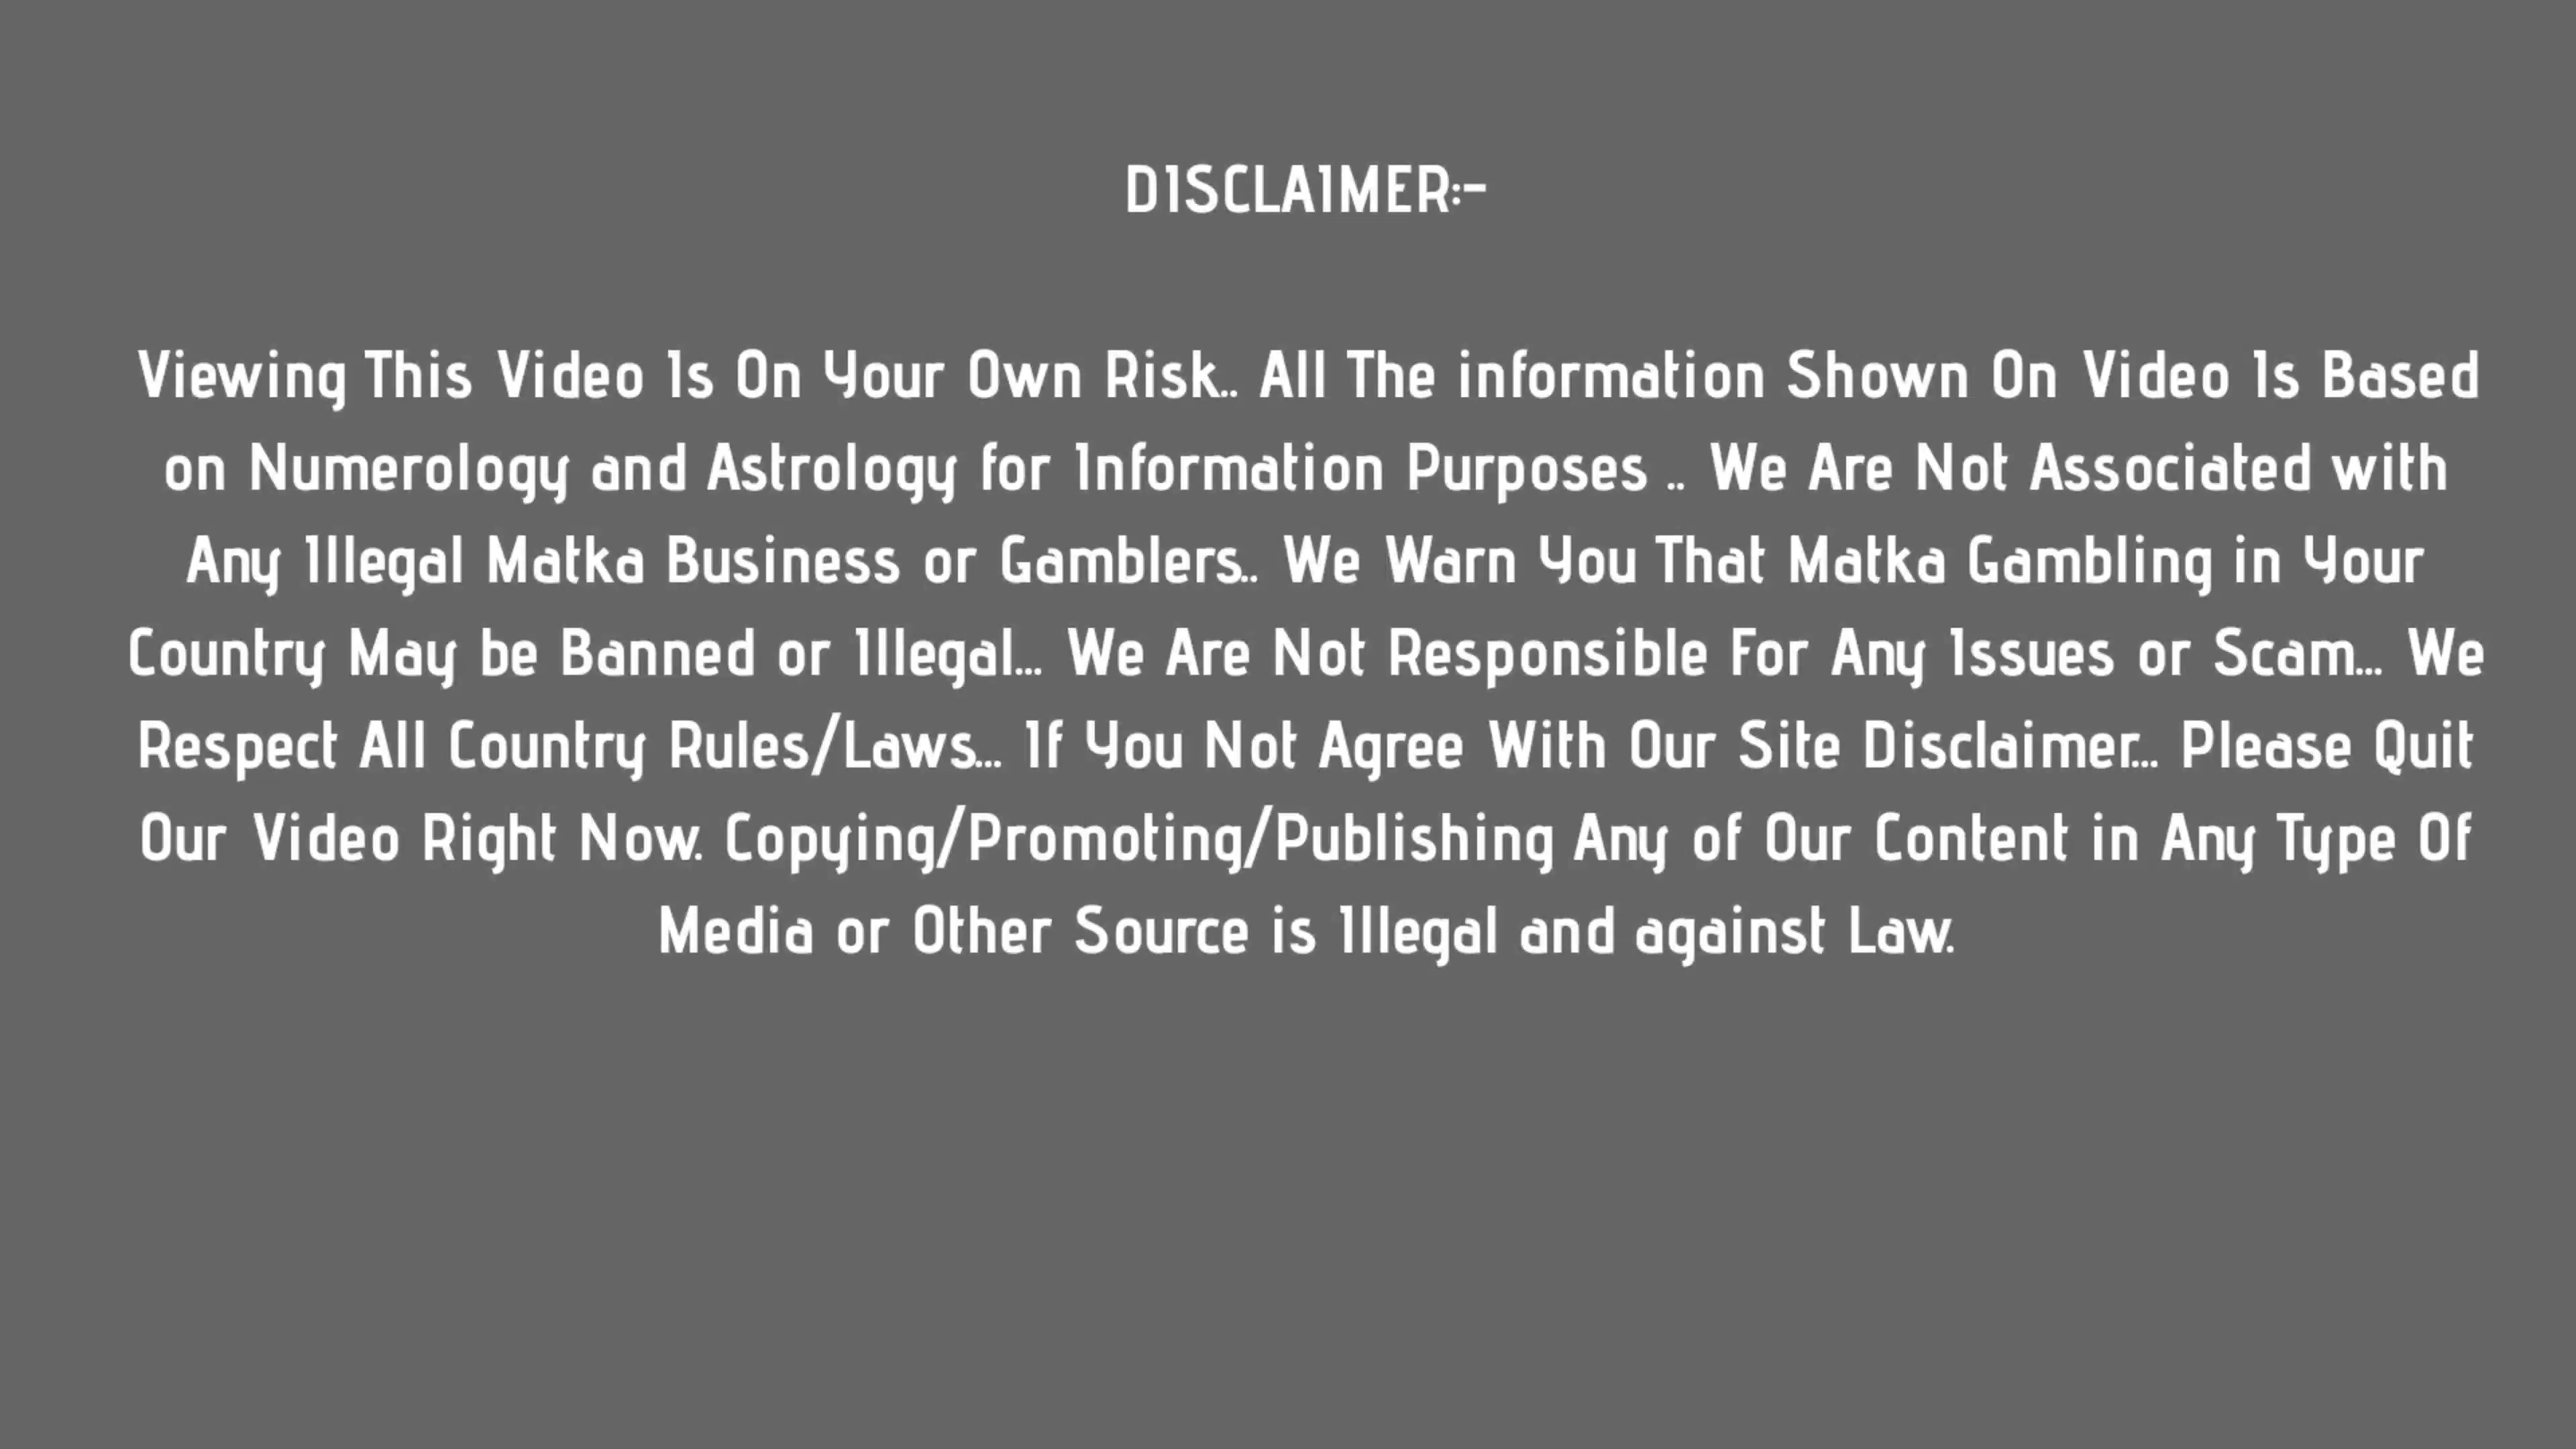 DISCLAIMER:-
Viewing This Video Is On Your Own Risk.. All The information Shown On Video Is Based
on Numerology and Astrology for Information Purposes .. We Are Not Associated with
Any Illegal Matka Business or Gamblers.. We Warn You That Matka Gambling in Your
Country May be Banned or Illegal... We Are Not Responsible For Any Issues or Scam... We
Respect All Country Rules/Laws... If You Not Agree With Our Site Disclaimer... Please Quit
Our Video Right Now. Copying/Promoting/Publishing Any of Our Content in Any Type Of
Media or Other Source is Illegal and against Law.